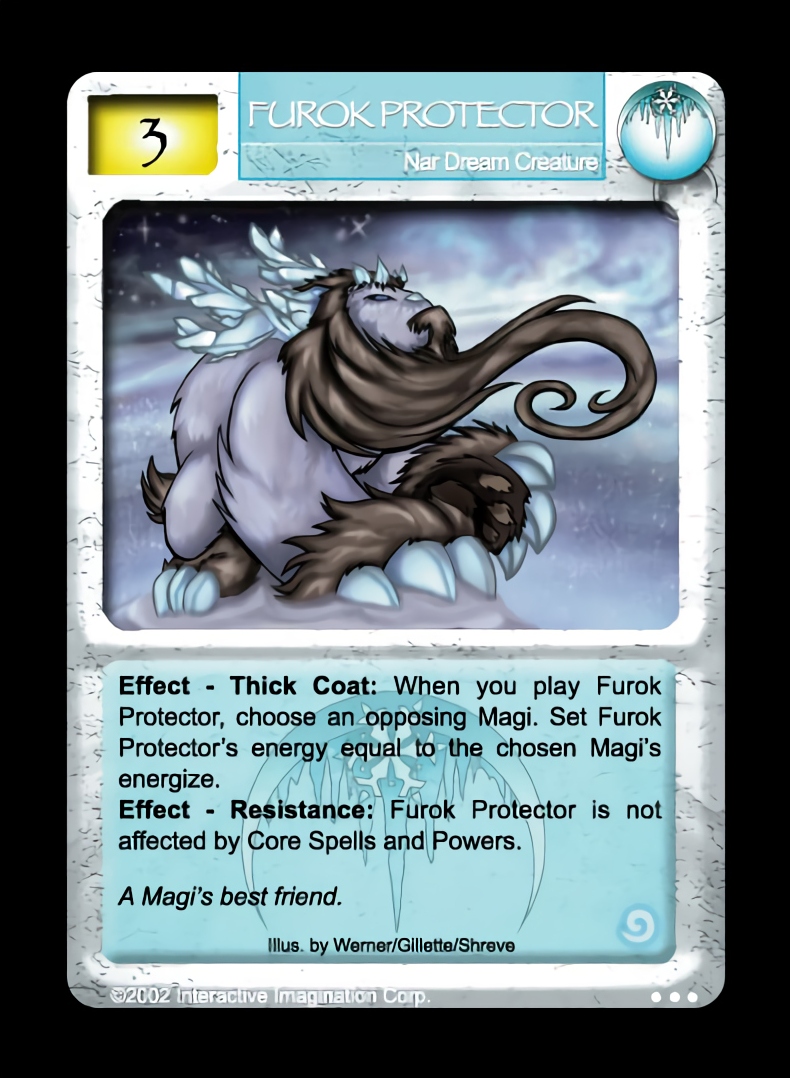 3
FUROK PROTECTOR
Nar Dream Creature
Effect - Thick Coat: When you play Furok
Protector, choose an opposing Magi. Set Furok
Protector's energy equal to the chosen Magi's
energize.
Effect - Resistance: Furok Protector is not
affected by Core Spells and Powers.
A Magi's best friend.
Illus. by Werner/Gillette/Shreve
©2002 Interactive Imagination Corp.